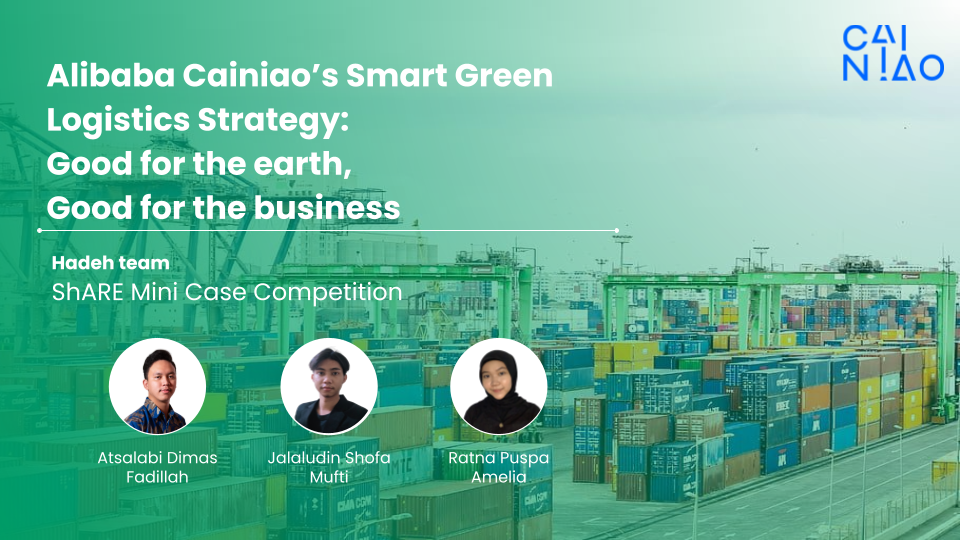 CAI
NIAO
Alibaba Cainiao’s Smart Green
Logistics Strategy:
Good for the earth,
Good for the business
Hadeh team
ShARE Mini Case Competition
Atsalabi Dimas
Fadillah
Jalaludin Shofa
Mufti
Ratna Puspa
Amelia